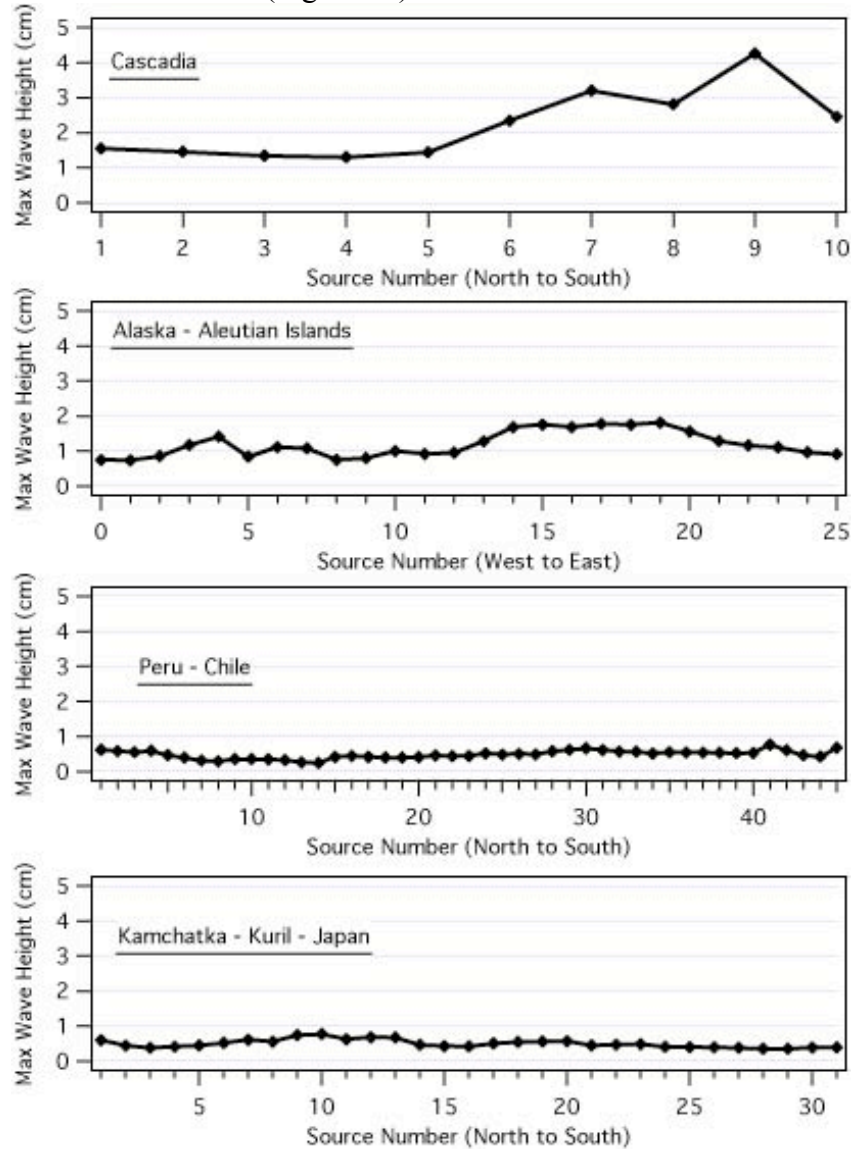 Max Wave Height (cm)
5
4
3
2
1
0
Cascadia
1 2 3 4 5 6 7 8 9 10
Source Number (North to South)
Max Wave Height (cm)
5
4
3
2
1
0
Alaska - Aleutian Islands
0 5 10 15 20 25
Source Number (West to East)
Max Wave Height (cm)
5
4
3
2
1
0
Peru - Chile
10 20 30 40
Source Number (North to South)
Max Wave Height (cm)
5
4
3
2
1
0
Kamchatka - Kuril - Japan
5 10 15 20 25 30
Source Number (North to South)